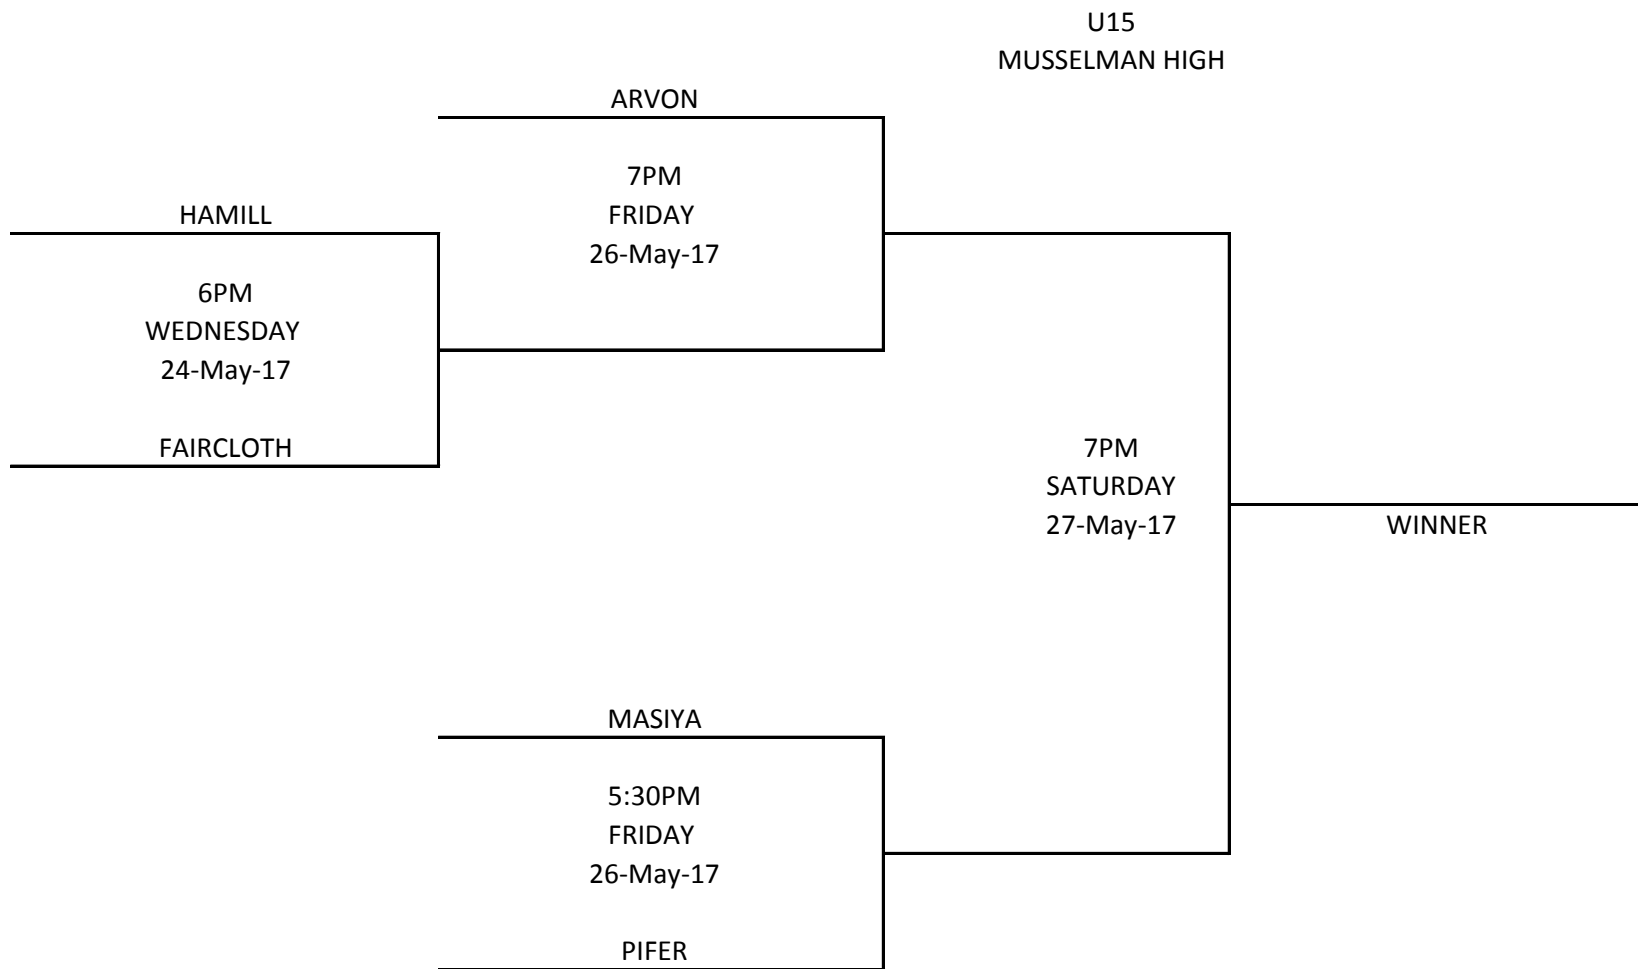 U15
MUSSELMAN HIGH
ARVON
7PM
FRIDAY
26-May-17
HAMILL
6PM
WEDNESDAY
24-May-17
FAIRCLOTH
7PM
SATURDAY
27-May-17
WINNER
MASIYA
5:30PM
FRIDAY
26-May-17
PIFER